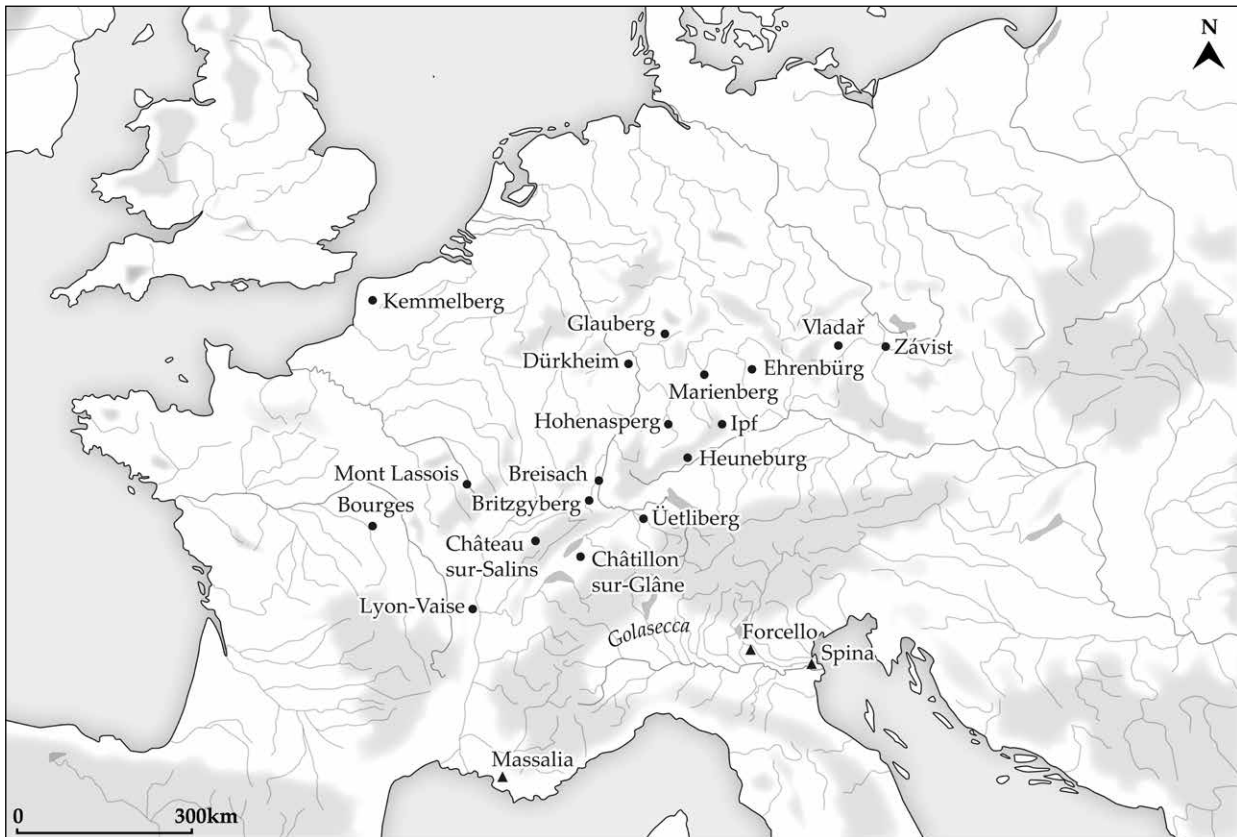 N
Kemmelberg
Glauberg
Vladař
Závist
Dürkheim
Ehrenbürg
Marienberg
Hohenasperg
Ipf
Heuneburg
Mont Lassois
Breisach
Bourges
Britzgyberg
Üetliberg
Château
sur-Salins
Châtillon
sur-Glâne
Lyon-Vaise
Golasecca
Forcello
Spina
Massalia
0
300km